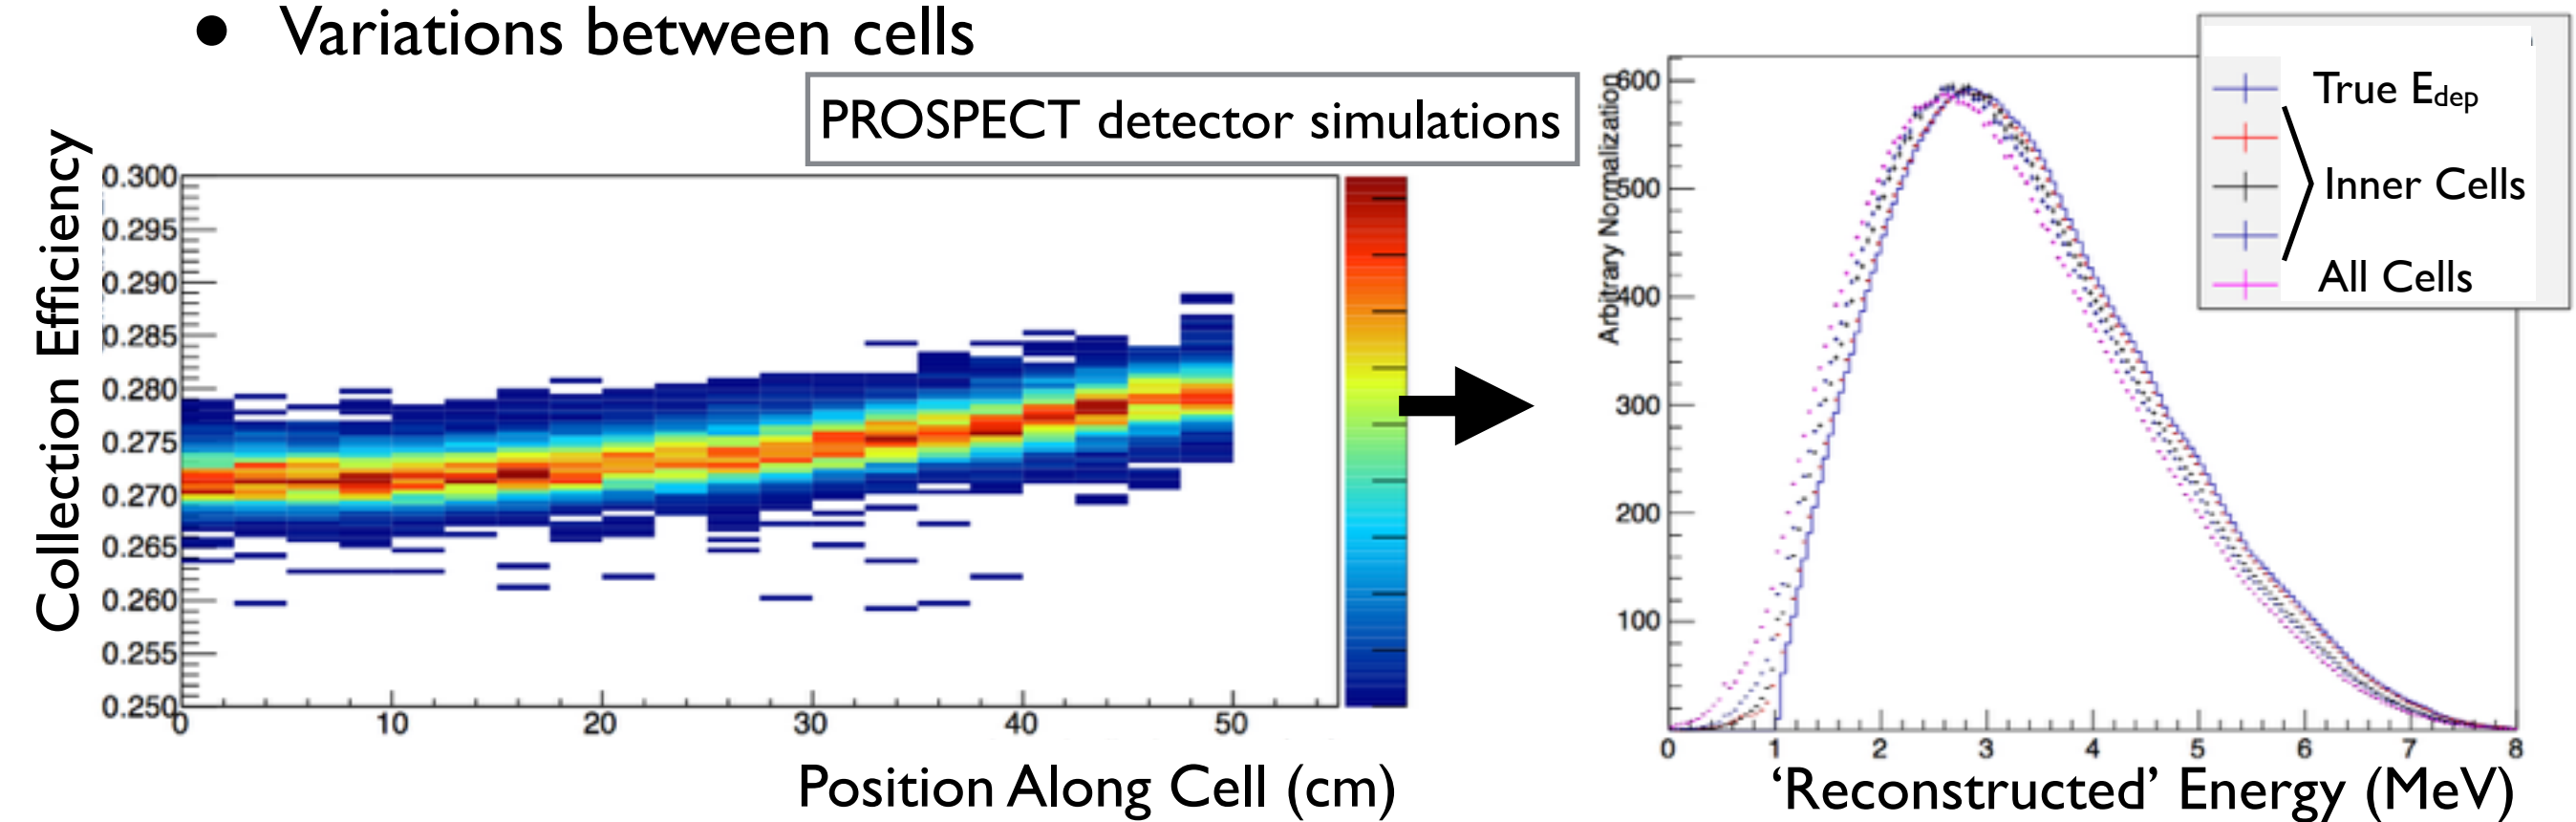 • Variations between cells
PROSPECT detector simulations
Collection Efficiency
0.300
0.295
0.290
0.285
0.280
0.275
0.270
0.265
0.260
0.255
0.250
0 10 20 30 40 50
Position Along Cell (cm)
Arbitrary Normalization
600
500
400
300
200
100
0 1 2 3 4 5 6 7 8
‘Reconstructed’ Energy (MeV)
True Edep
Inner Cells
All Cells